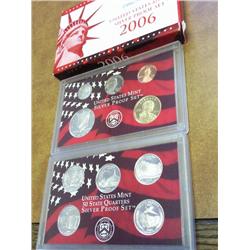 UNITED STATES MINT
SILVER PROOF SET
2006
2006
UNITED STATES MINT
SILVER PROOF SET
UNITED STATES MINT
50 STATE QUARTERS
SILVER PROOF SET